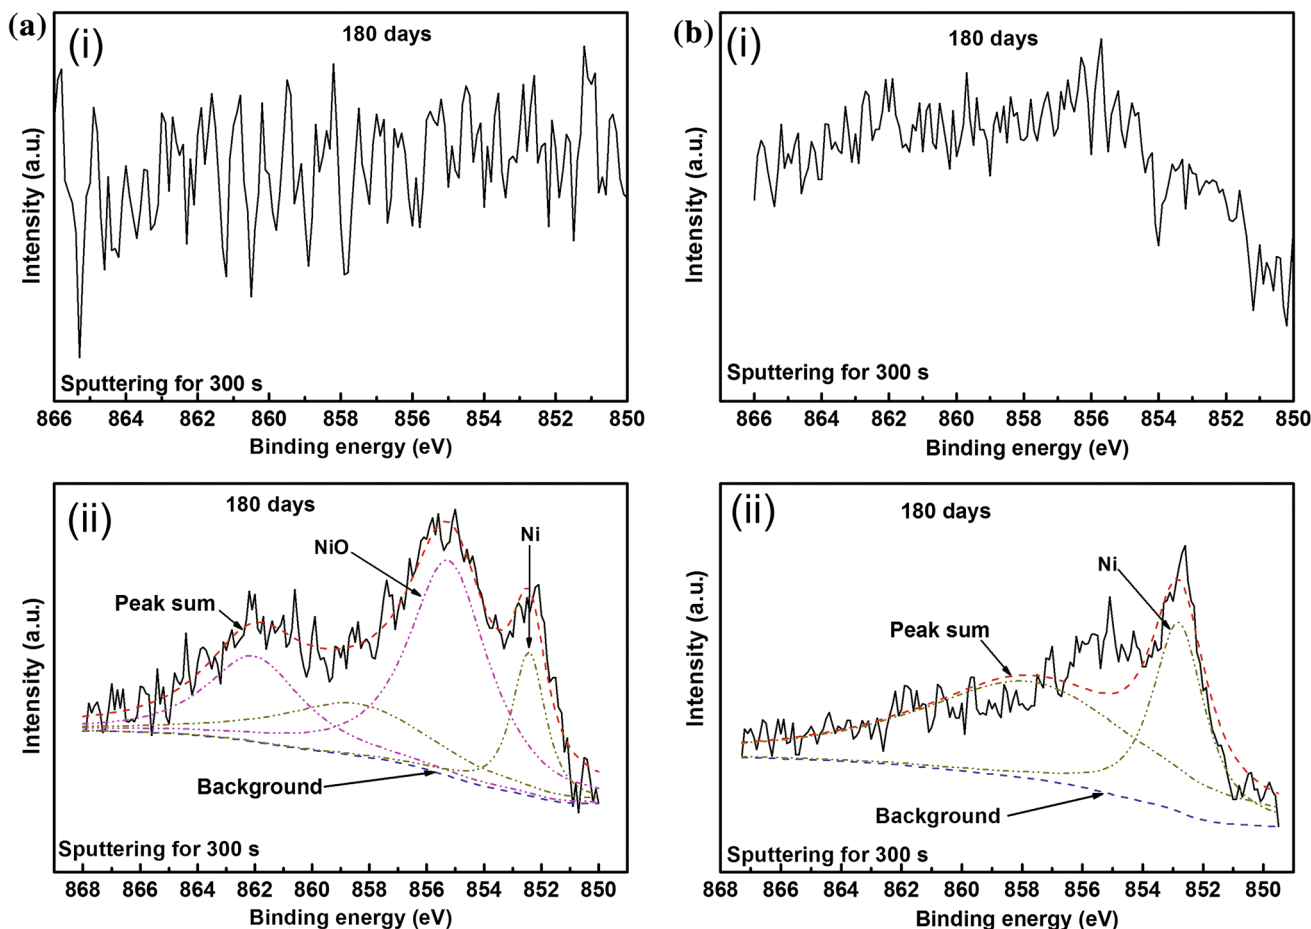 (a)
(i)
180 days
Intensity (a.u.)
Sputtering for 300 s
866 864 862 860 858 856 854 852 850
Binding energy (eV)
(b)
(i)
180 days
Intensity (a.u.)
Sputtering for 300 s
866 864 862 860 858 856 854 852 850
Binding energy (eV)
(ii)
180 days
NiO
Ni
Peak sum
Intensity (a.u.)
Background
Sputtering for 300 s
868 866 864 862 860 858 856 854 852 850
Binding energy (eV)
(ii)
180 days
Ni
Peak sum
Intensity (a.u.)
Background
Sputtering for 300 s
868 866 864 862 860 858 856 854 852 850
Binding energy (eV)